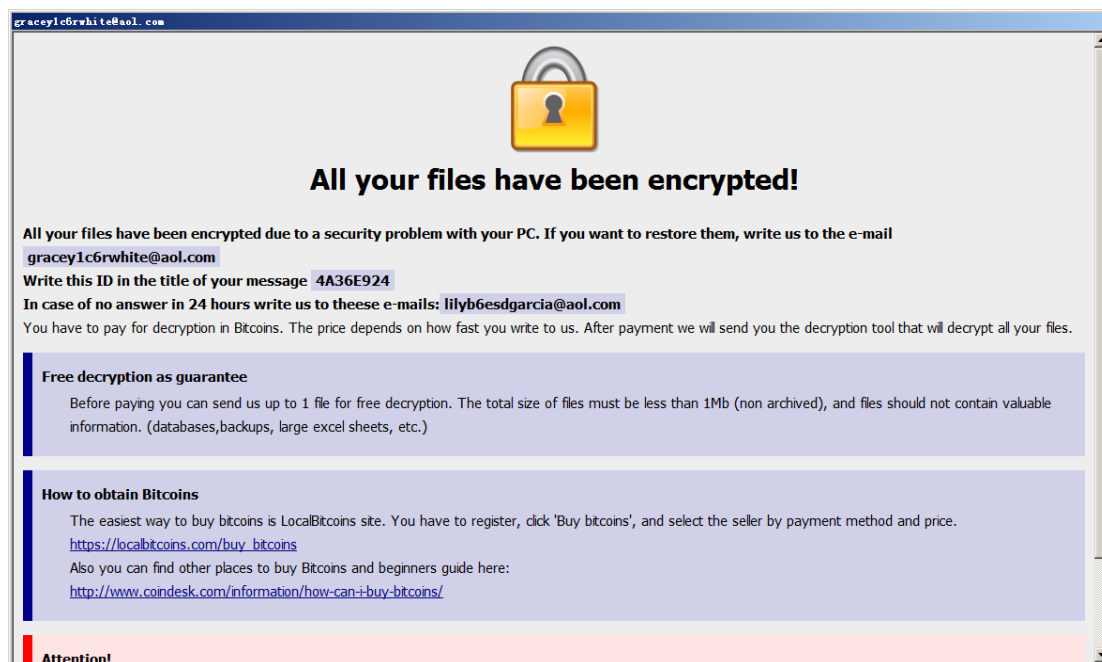 gracey1c6rwhite@aol.com
All your files have been encrypted!
All your files have been encrypted due to a security problem with your PC. If you want to restore them, write us to the e-mail
gracey1c6rwhite@aol.com
Write this ID in the title of your message 4A36E924
In case of no answer in 24 hours write us to theese e-mails: lilyb6esdgarcia@aol.com
You have to pay for decryption in Bitcoins. The price depends on how fast you write to us. After payment we will send you the decryption tool that will decrypt all your files.
Free decryption as guarantee
Before paying you can send us up to 1 file for free decryption. The total size of files must be less than 1Mb (non archived), and files should not contain valuable
information. (databases,backups, large excel sheets, etc.)
How to obtain Bitcoins
The easiest way to buy bitcoins is LocalBitcoins site. You have to register, click 'Buy bitcoins', and select the seller by payment method and price.
https://localbitcoins.com/buy_bitcoins
Also you can find other places to buy Bitcoins and beginners guide here:
http://www.coindesk.com/information/how-can-i-buy-bitcoins/
Attention!